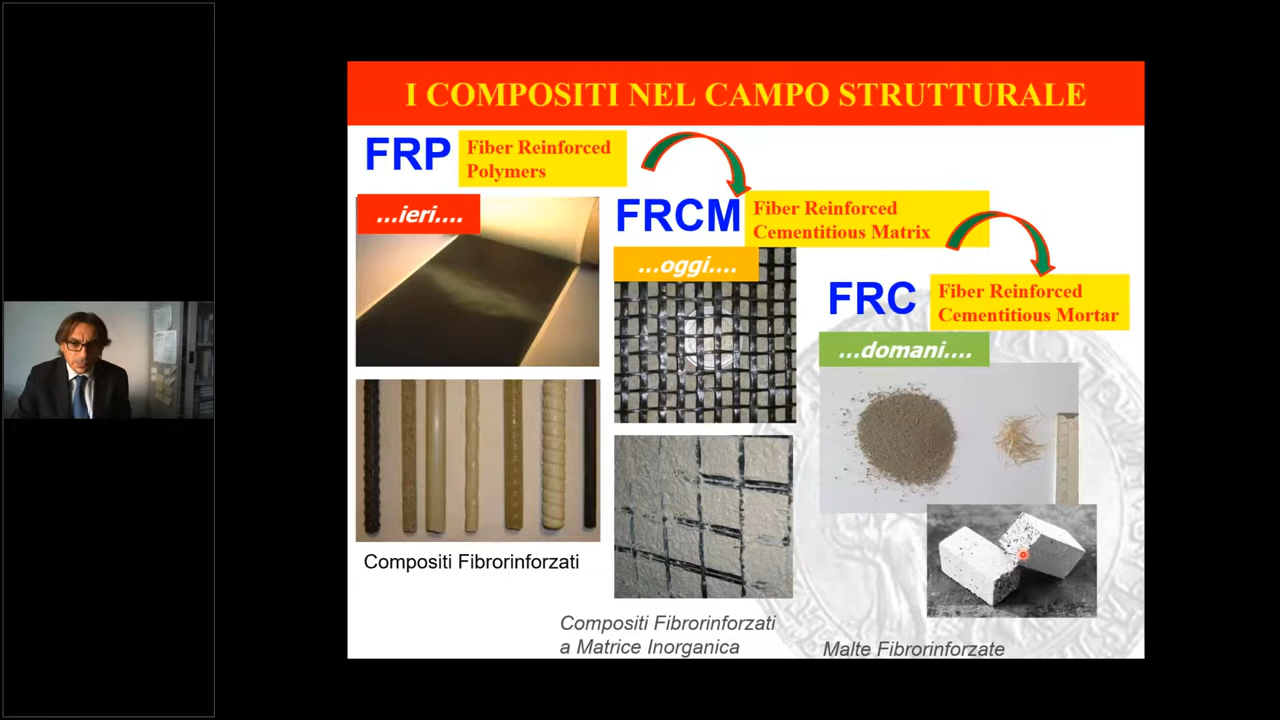 I COMPOSITI NEL CAMPO STRUTTURALE
FRP
Fiber Reinforced
Polymers
...ieri....
FRCM
Fiber Reinforced
Cementitious Matrix
...oggi....
FRC
Fiber Reinforced
Cementitious Mortar
...domani....
Compositi Fibrorinforzati
Compositi Fibrorinforzati
a Matrice Inorganica
Malte Fibrorinforzate